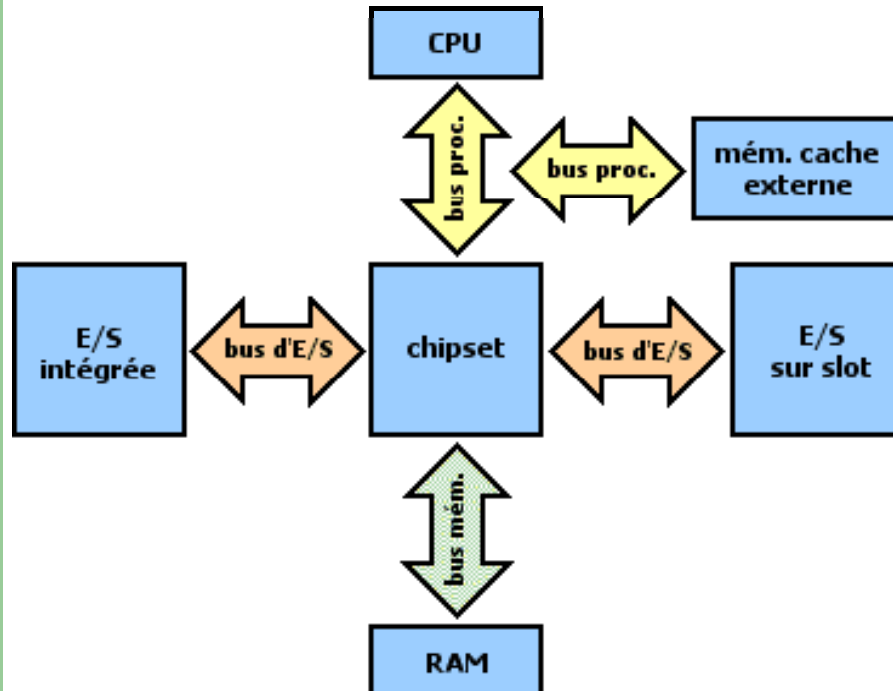 CPU
bus proc.
bus proc.
mém. cache
externe
E/S
intégrée
bus d'E/S
chipset
bus d'E/S
E/S
sur slot
bus mém.
RAM